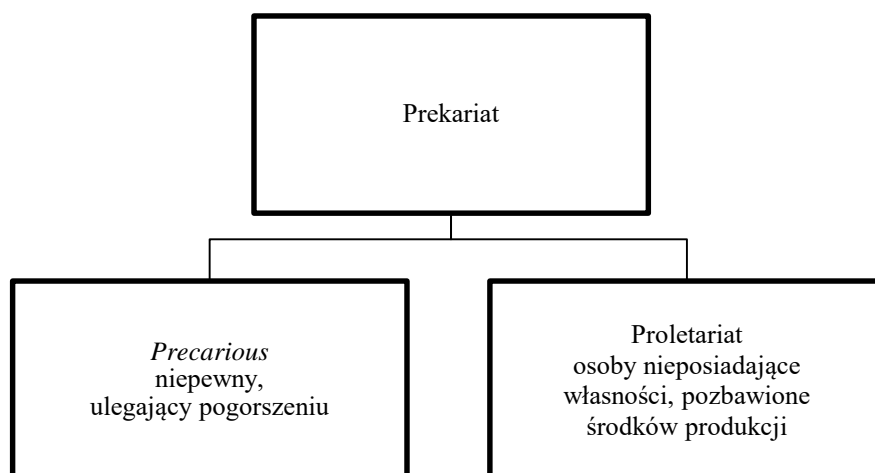 Prekariat
Precarious
niepewny,
ulegający pogorszeniu
Proletariat
osoby nieposiadające
własności, pozbawione
środków produkcji